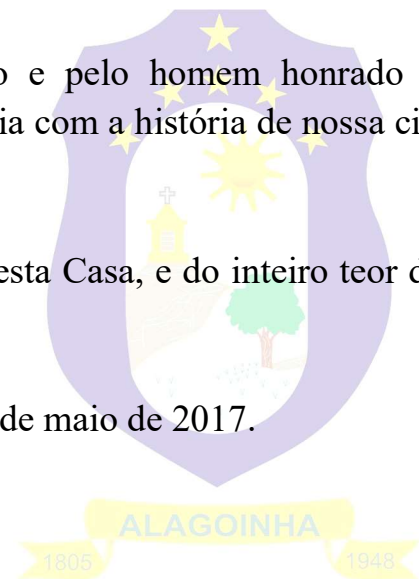 o e pelo homem honrado
ia com a história de nossa ci
esta Casa, e do inteiro teor d
de maio de 2017.
ALAGOINHA
1805
1948